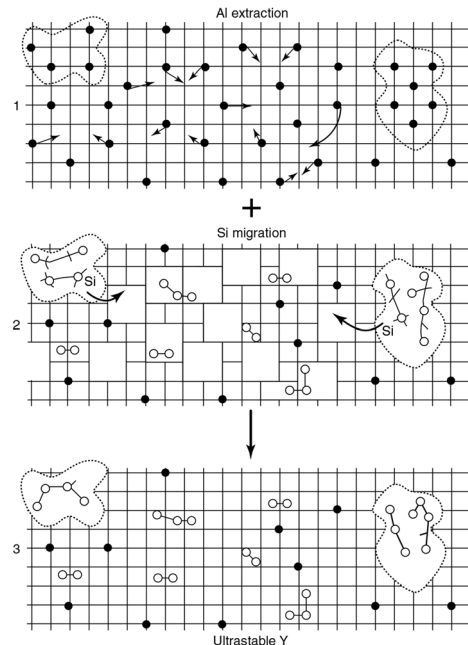 Al extraction
1
+
Si migration
Si
2
Si
3
Ultrastable Y